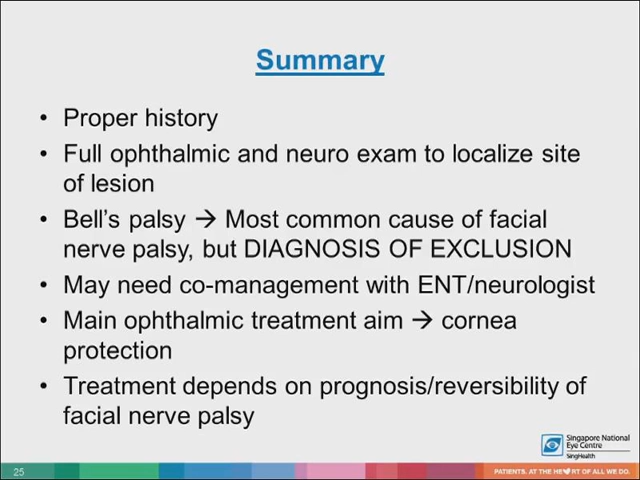 Summary
• Proper history
• Full ophthalmic and neuro exam to localize site
of lesion
• Bell's palsy → Most common cause of facial
nerve palsy, but DIAGNOSIS OF EXCLUSION
• May need co-management with ENT/neurologist
• Main ophthalmic treatment aim → cornea
protection
• Treatment depends on prognosis/reversibility of
facial nerve palsy
Singapore National
Eye Centre
SingHealth
25
PATIENTS. AT THE HE♥RT OF ALL WE DO.